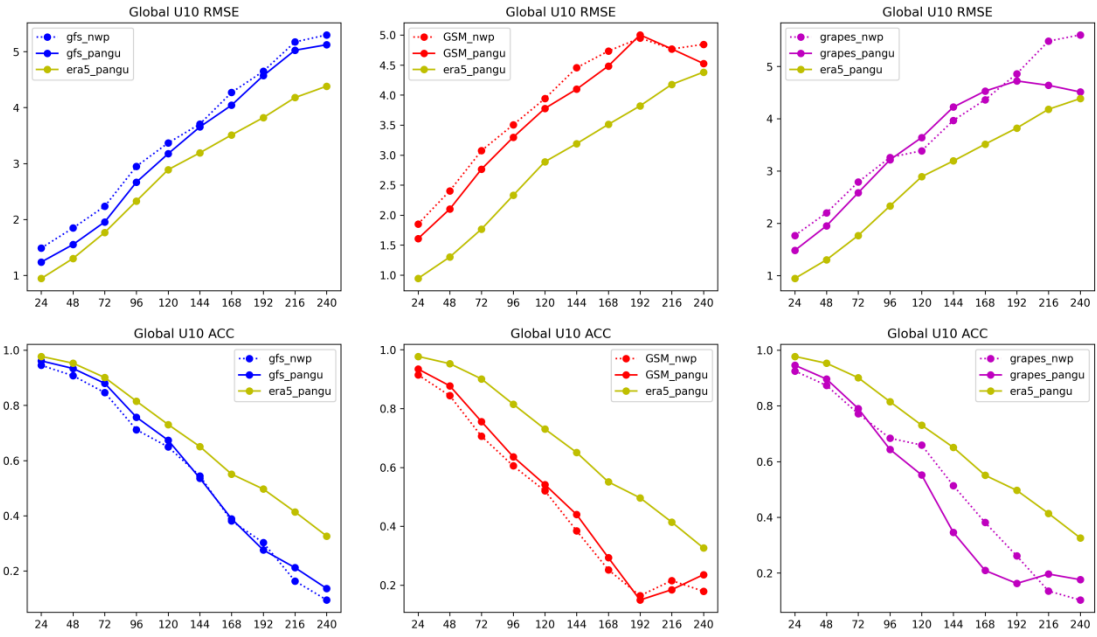 Global U10 RMSE
gfs_nwp
gfs_pangu
era5_pangu
5
4
3
2
1
24 48 72 96 120 144 168 192 216 240
Global U10 RMSE
GSM_nwp
GSM_pangu
era5_pangu
5.0
4.5
4.0
3.5
3.0
2.5
2.0
1.5
1.0
24 48 72 96 120 144 168 192 216 240
Global U10 RMSE
grapes_nwp
grapes_pangu
era5_pangu
5
4
3
2
1
24 48 72 96 120 144 168 192 216 240
Global U10 ACC
gfs_nwp
gfs_pangu
era5_pangu
1.0
0.8
0.6
0.4
0.2
24 48 72 96 120 144 168 192 216 240
Global U10 ACC
GSM_nwp
GSM_pangu
era5_pangu
1.0
0.8
0.6
0.4
0.2
24 48 72 96 120 144 168 192 216 240
Global U10 ACC
grapes_nwp
grapes_pangu
era5_pangu
1.0
0.8
0.6
0.4
0.2
24 48 72 96 120 144 168 192 216 240